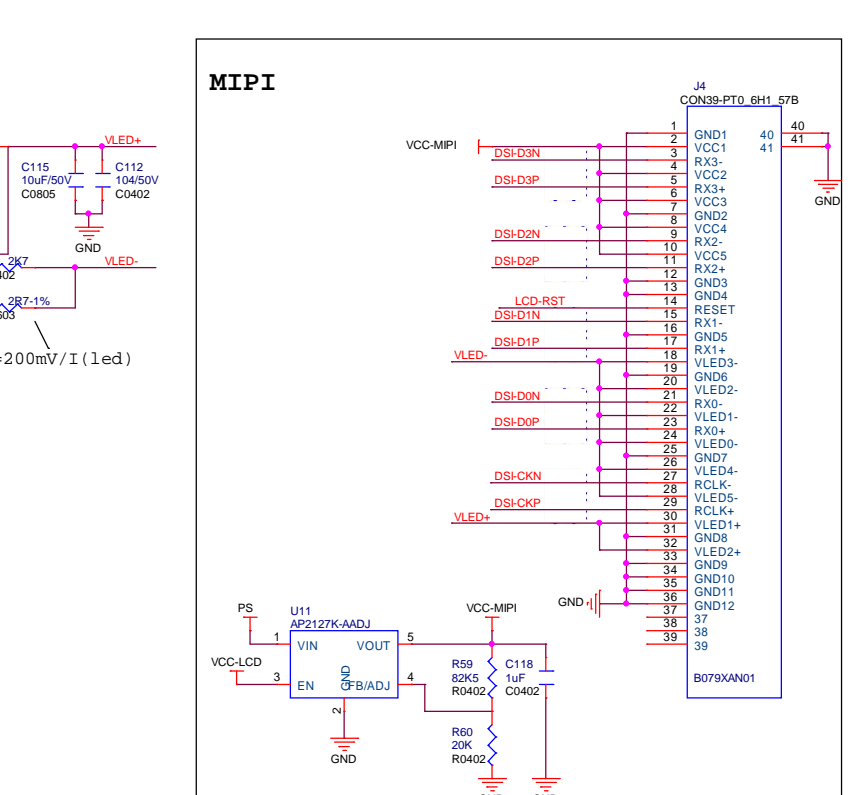 MIPI
J4
CON39-PT0_6H1_57B
VLED+
C115
10uF/50V
C0805
C112
104/50V
C0402
GND
2K7
402
VLED-
2R7-1%
603
=200mV/I(led)
VCC-MIPI
1 GND1
2 VCC1
DSI-D3N 3 RX3-
4 VCC2
DSI-D3P 5 RX3+
6 VCC3
7 GND2
8 VCC4
DSI-D2N 9 RX2-
10 VCC5
DSI-D2P 11 RX2+
12 GND3
13 GND4
LCD-RST 14 RESET
DSI-D1N 15 RX1-
16 GND5
DSI-D1P 17 RX1+
VLED- 18 VLED3-
19 GND6
20 VLED2-
DSI-D0N 21 RX0-
22 VLED1-
DSI-D0P 23 RX0+
24 VLED0-
25 GND7
26 VLED4-
DSI-CKN 27 RCLK-
28 VLED5-
DSI-CKP 29 RCLK+
VLED+ 30 VLED1+
31 GND8
32 VLED2+
33 GND9
34 GND10
35 GND11
GND 36 GND12
37 37
38 38
39 39
40 40
41 41
GND
B079XAN01
PS
U11
AP2127K-AADJ
1 VIN VOUT 5
VCC-LCD
3 EN GND FB/ADJ 4
2
GND
VCC-MIPI
R59
82K5
R0402
C118
1uF
C0402
R60
20K
R0402